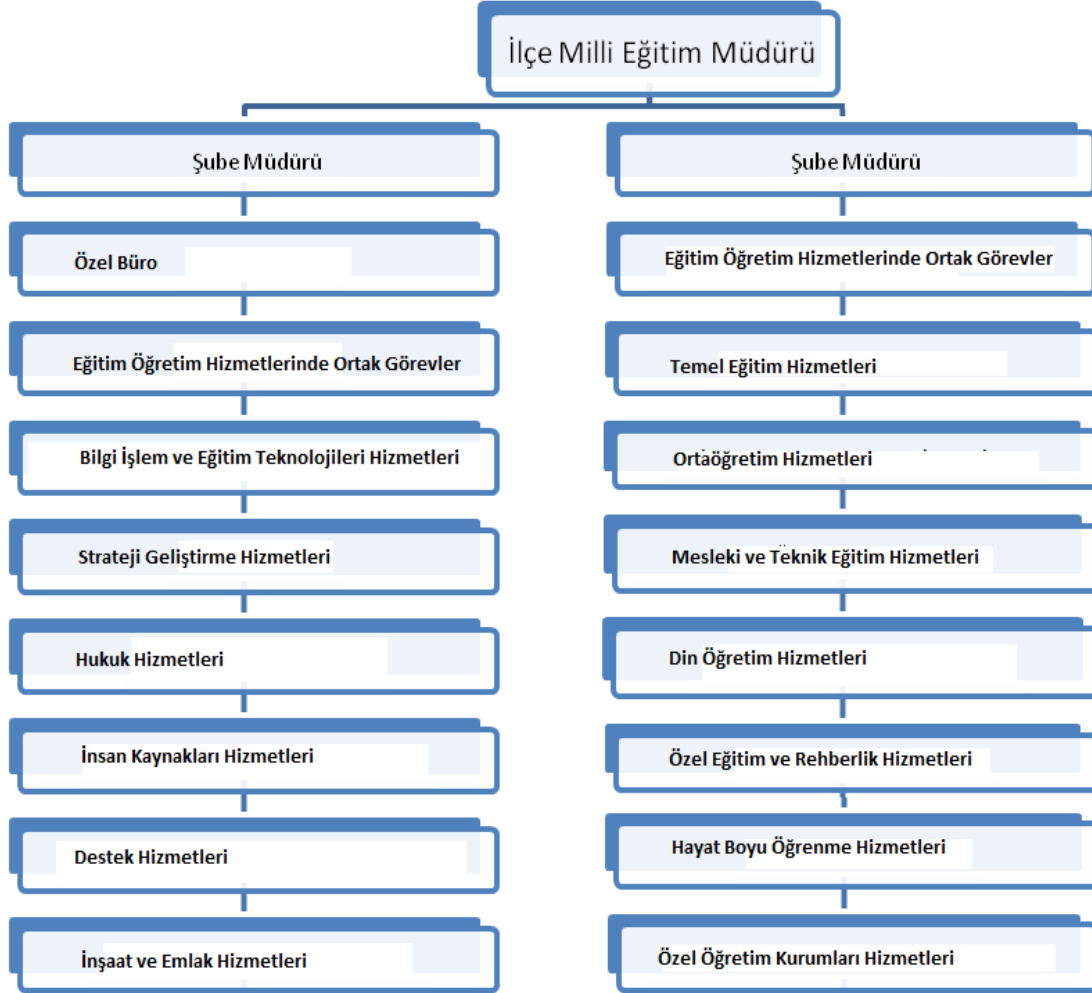 İlçe Milli Eğitim Müdürü
Şube Müdürü
Özel Büro
Eğitim Öğretim Hizmetlerinde Ortak Görevler
Bilgi İşlem ve Eğitim Teknolojileri Hizmetleri
Strateji Geliştirme Hizmetleri
Hukuk Hizmetleri
İnsan Kaynakları Hizmetleri
Destek Hizmetleri
İnşaat ve Emlak Hizmetleri
Şube Müdürü
Eğitim Öğretim Hizmetlerinde Ortak Görevler
Temel Eğitim Hizmetleri
Ortaöğretim Hizmetleri
Mesleki ve Teknik Eğitim Hizmetleri
Din Öğretim Hizmetleri
Özel Eğitim ve Rehberlik Hizmetleri
Hayat Boyu Öğrenme Hizmetleri
Özel Öğretim Kurumları Hizmetleri